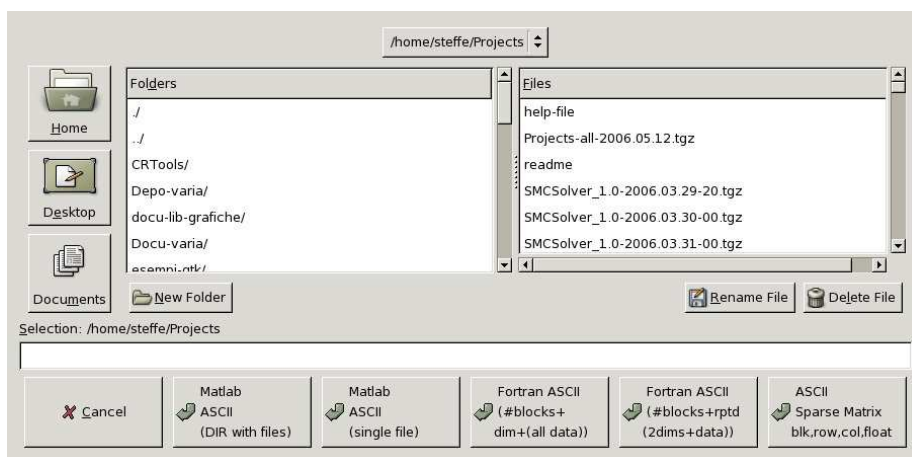 /home/steffe/Projects
Home
Desktop
Documents
Folders
./
../
CRTools/
Depo-varia/
docu-lib-grafiche/
Docu-varia/
esempi-gtk/
Files
help-file
Projects-all-2006.05.12.tgz
readme
SMCSolver_1.0-2006.03.29-20.tgz
SMCSolver_1.0-2006.03.30-00.tgz
SMCSolver_1.0-2006.03.31-00.tgz
New Folder
Rename File
Delete File
Selection: /home/steffe/Projects
Cancel
Matlab
ASCII
(DIR with files)
Matlab
ASCII
(single file)
Fortran ASCII
(#blocks+
dim+(all data))
Fortran ASCII
(#blocks+rptd
(2dims+data))
ASCII
Sparse Matrix
blk,row,col,float